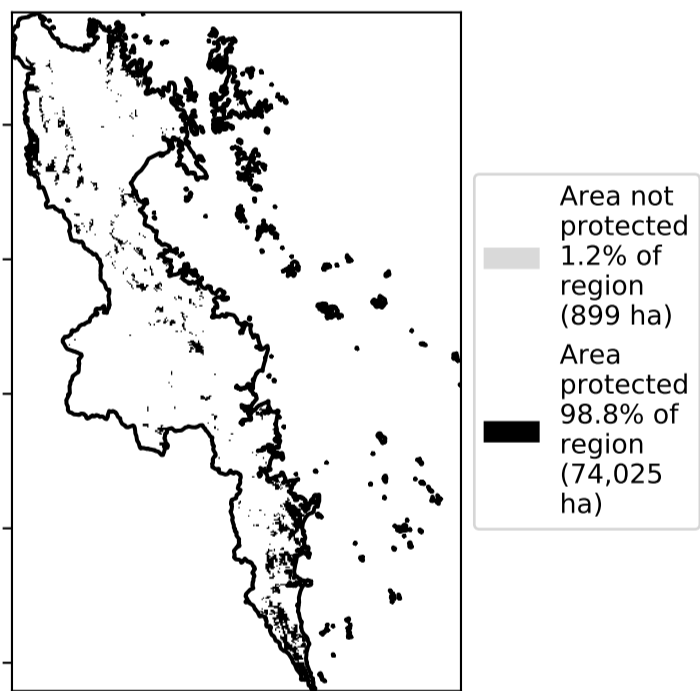 Area not
protected
1.2% of
region
(899 ha)
Area
protected
98.8% of
region
(74,025
ha)